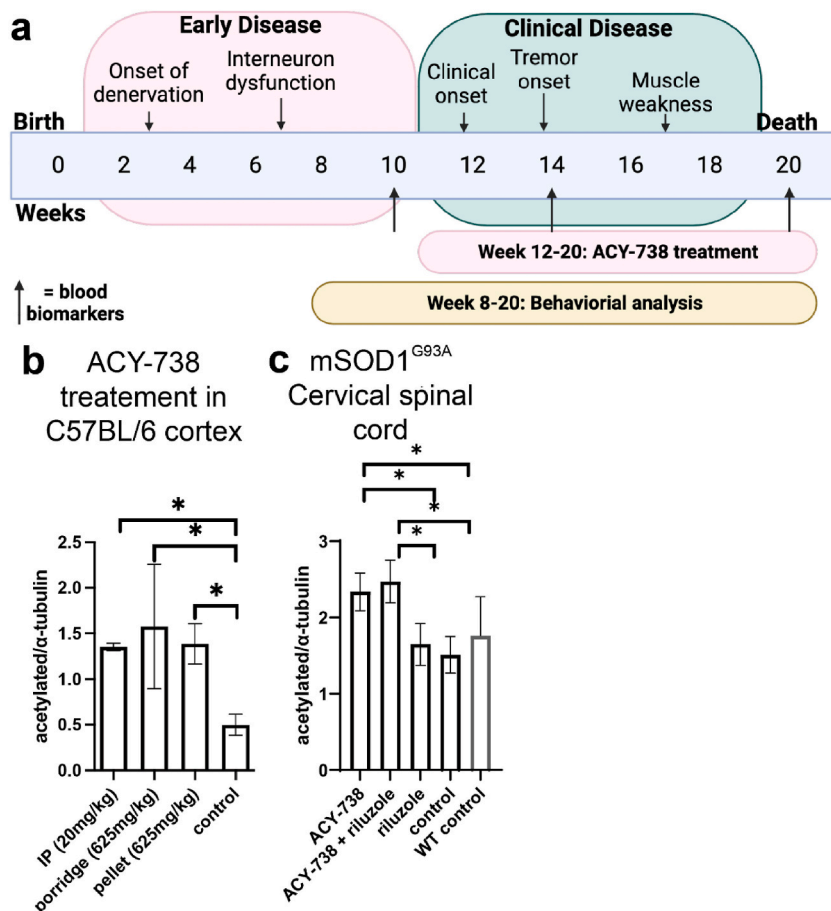 a
Early Disease
Clinical Disease
Onset of
denervation
Interneuron
dysfunction
Clinical
onset
Tremor
onset
Muscle
weakness
Birth
Death
0 2 4 6 8 10 12 14 16 18 20
Weeks
Week 12-20: ACY-738 treatment
= blood
biomarkers
Week 8-20: Behaviorial analysis
b
ACY-738
treatement in
C57BL/6 cortex
* 
*
*
acetylated/α-tubulin
2.5
2.0
1.5
1.0
0.5
0.0
IP (20mg/kg)
porridge (625mg/kg)
pellet (625mg/kg)
control
c
mSOD1G93A
Cervical spinal
cord
*
*
*
*
acetylated/α-tubulin
3
2
1
0
ACY-738
ACY-738 + riluzole
riluzole
control
WT control